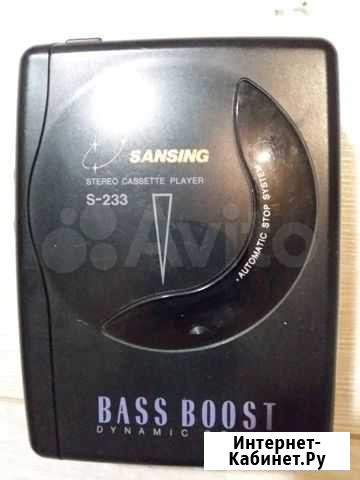 SANSING
STEREO CASSETTE PLAYER
S-233
AUTOMATIC STOP SYSTEM
Avito
BASS BOOST
DYNAMIC
Интернет-
Кабинет.Ру